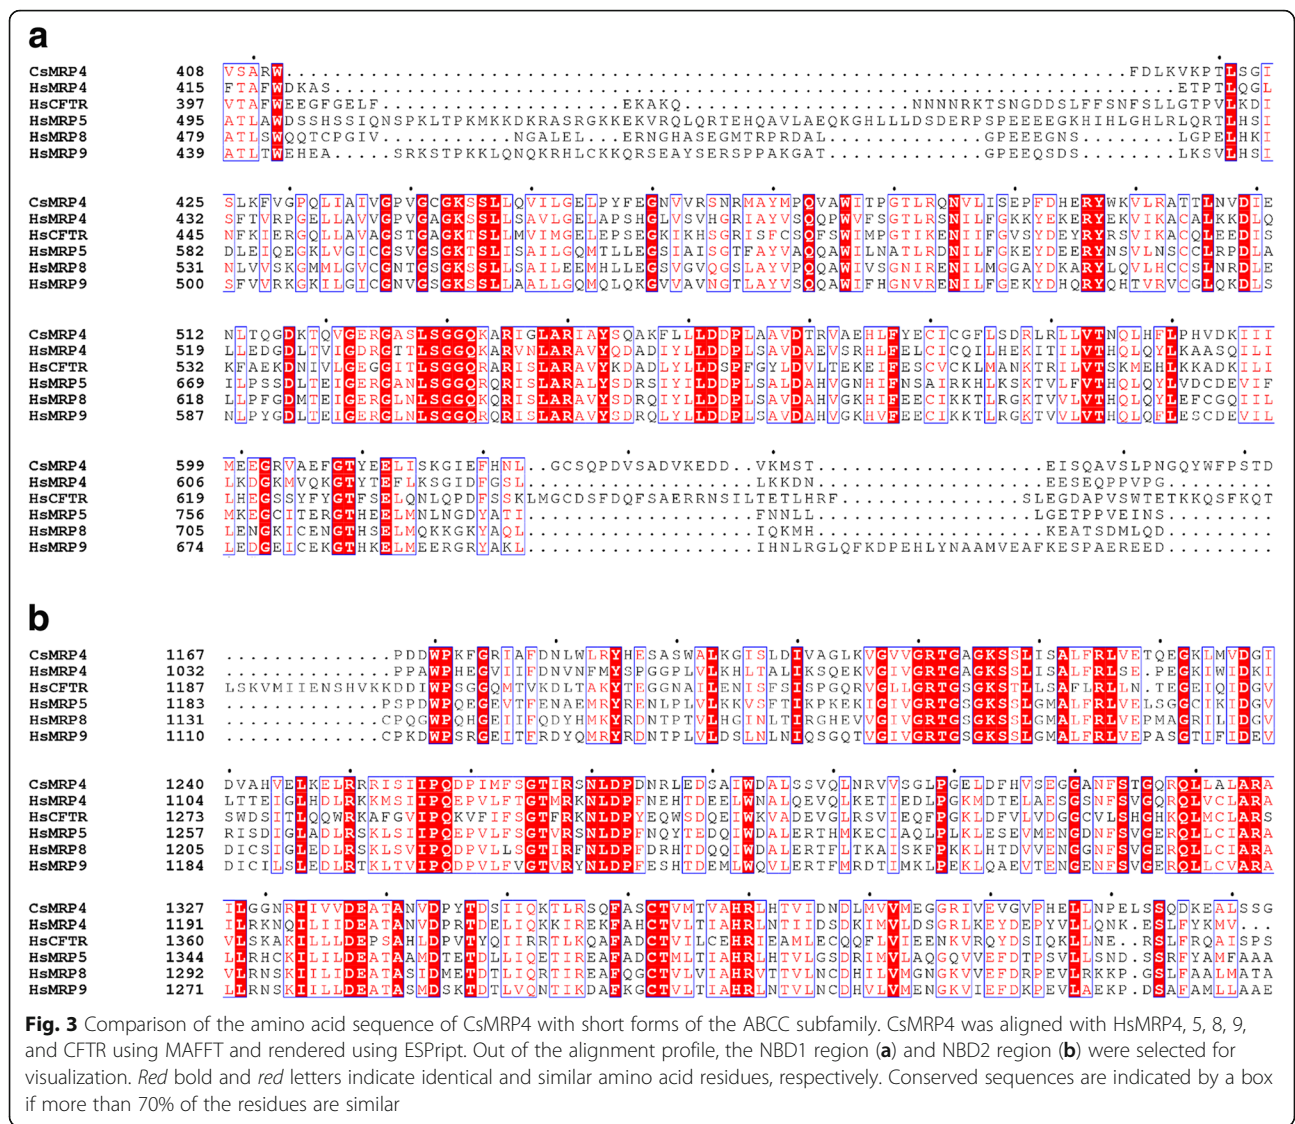 a
CsMRP4 408 VSARW......................................................................FDLKVKPTLSGI
HsMRP4 415 FTAFWDKAS......................................................................ETPTLQGL
HsCFTR 397 VTAFWEEGFGELF....................EKAKQ...................NNNNRKTSNGDDSLFFSNFSLLGTPVLKDI
HsMRP5 495 ATLAWDSSHSSIQNSPKLTPKMKKDKRASRGKKEKVRQLQRTEHQAVLAEQKGHLLLDSDERPSPEEEEGKHIHLGHLRLQRTLHSI
HsMRP8 479 ATLSWQQTCPGIV...........NGALEL...ERNGHASEGMTRPRDAL.............GPEEEGNS........LGPELHKI
HsMRP9 439 ATLTWEHEA.....SRKSTPKKLQNQKRHLCKKQRSEAYSERSPPAKGAT.............GPEEQSDS........LKSVLHSI
CsMRP4 425 SLKFVGPQLIAIVGPVGCGKSSLLQVILGELPYFEGNVVRSNRMAYMPQVAWITPGTLRQNVLISEPFDHERYWKVLRATTLNVDIE
HsMRP4 432 SFTVRPGELLAVVGPVGAGKSSLLSAVLGELAPSHGLVSVHGRIAYVSQQPWVFSGTLRSNILFGKKYEKERYEKVIKACALKKDLQ
HsCFTR 445 NFKIERGQLLAVAGSTGAGKTSLLMVIMGELEPSEGKIKHSGRISFCSQFSWIMPGTIKENIIFGVSYDEYRYRSVIKACQLEEDIS
HsMRP5 582 DLEIQEGKLVGICGSVGSGKTSLISAILGQMTLLEGSIAISGTFAYVAQQAWILNATLRDNILFGKEYDEERYNSVLNSCCLRPDLA
HsMRP8 531 NLVVSKGMMLGVCGNTGSGKSSLLSAILEEMHLLEGSVGVQGSLAYVPQQAWIVSGNIRENILMGGAYDKARYLQVLHCCSLNRDLE
HsMRP9 500 SFVVRKGKILGICGNVGSGKSSLLAALLGQMQLQKGVVAVNGTLAYVSQQAWIFHGNVRENILFGEKYDHQRYQHTVRVCGLQKDLS
CsMRP4 512 NLTQGDKTQVGERGASLSGGQKARIGLARIAYSQAKFLLLDDPLAAVDTRVAEHLFYECICGFLSDRLRLLVTNQLHFLPHVDKIII
HsMRP4 519 LLEDGDLTVIGDRGTTLSGGQKARVNLARAVYQDADIYLLDDPLSAVDAEVSRHLFELCICQILHEKITILVTHQLQYLKAASQILI
HsCFTR 532 KFAEKDNIVLGEGGITLSGGQRARISLARAVYKDADLYLLDSPFGYLDVLTEKEIFESCVCKLMANKTRILVTSKMEHLKKADKILI
HsMRP5 669 ILPSSDLTEIGERGANLSGGQRQRISLARALYSDRSIYILDDPLSALDAHVGNHIFNSAIRKHLKSKTVLFVTHQLQYLVDCDEVIF
HsMRP8 618 LLPFGDMTEIGERGLNLSGGQKQRISLARAVYSDRQIYLLDDPLSAVDAHVGKHIFEECIKKTLRGKTVVLVTHQLQYLEFCGQIIL
HsMRP9 587 NLPYGDLTEIGERGLNLSGGQRQRISLARAVYSDRQLYLLDDPLSAVDAHVGKHVFEECIKKTLRGKTVVLVTHQLQFLESCDEVIL
CsMRP4 599 MEEGRVAEFGTYEELISKGIEFHNL..GCSQPDVSADVKEDD..VKMST...................EISQAVSLPNGQYWFPSTD
HsMRP4 606 LKDGKMVQKGTYTEFLKSGIDFGSL...................LKKDN...................EESEQPPVPG.........
HsCFTR 619 LHEGSSYFYGTFSELQNLQPDFSSKLMGCDSFDQFSAERRNSILTETLHRF.................SLEGDAPVSWTETKKQSFKQT
HsMRP5 756 MKEGCITERGTHEELMNLNGDYATI...................FNNLL...................LGETPPVEINS........
HsMRP8 705 LENGKICENGTHSELMQKKGKYAQL...................IQKMH...................KEATSDMLQD.........
HsMRP9 674 LEDGEICEKGTHKELMEERGRYAKL...................IHNLRGLQFKDPEHLYNAAMVEAFKESPAEREED.........
b
CsMRP4 1167 ..............PDDWPKFGRIAFDNLWLRYHESASWALKGISLDIVAGLKVGVVGRTGAGKSSLISALFRLVETQEGKLMVDGI
HsMRP4 1032 ..............PPAWPHEGVIIFDNVNFMYSPGGPLVLKHLTALIKSQEKVGIVGRTGAGKSSLISALFRLSE.PEGKIWIDKI
HsCFTR 1187 LSKVMIIENSHVKKDDIWPSGGQMTVKDLTAKYTEGGNAILENISFSISPGQRVGLLGRTGSGKSTLLSAFLRLLN.TEGEIQIDGV
HsMRP5 1183 .............PSPDWPQEGEVTFENAEMRYRENLPLVLKKVSFTIKPKEKIGIVGRTGSGKSSLGMALFRLVELSGGCIKIDGV
HsMRP8 1131 .............CPQGWPQHGEIIFQDYHMKYRDNTPTVLHGINLTIRGHEVVGIVGRTGSGKSSLGMALFRLVEPMAGRILIDGV
HsMRP9 1110 .............CPKDWPSRGEITFRDYQMRYRDNTPLVLDSLNLNIQSGQTVGIVGRTGSGKSSLGMALFRLVEPASGTIFIDEV
CsMRP4 1240 DVAHVELKELRRRISIIPQDPIMFSGTIRSNLDPDNRLEDSAIWDALSSVQLNRVVSGLPGELDFHVSEGGANFSTGQRQLLALARA
HsMRP4 1104 LTTEIGLHDLRKKMSIIPQEPVLFTGTMRKNLDPFNEHTDEELWNALQEVQLKETIEDLPGKMDTELAESGSNFSVGQRQLVCLARA
HsCFTR 1273 SWDSITLQQWRKAFGVIPQKVFIFSGTFRKNLDPYEQWSDQEIWKVADEVGLRSVIEQFPGKLDFVLVDGGCVLSHGHKQLMCLARS
HsMRP5 1257 RISDIGLADLRSKLSIIPQEPVLFSGTVRSNLDPFNQYTEDQIWDALERTHMKECIAQLPLKLESEVMENGDNFSVGERQLLCIARA
HsMRP8 1205 DICSIGLEDLRSKLSVIPQDPVLLSGTIRFNLDPFDRHTDQQIWDALERTFLTKAISKFPKKLHTDVVENGGNFSVGERQLLCIARA
HsMRP9 1184 DICILSLEDLRTKLTVIPQDPVLFVGTVRYNLDPFESHTDEMLWQVLERTFMRDTIMKLPEKLQAEVTENGENFSVGERQLLCVARA
CsMRP4 1327 ILGGNRIIVVDEATANVDPYTDSIIQKTLRSQFASCTVMTVAHRLHTVIDNDLMVVMEGGRIVEVGVPHELLNPELSSQDKEALSSG
HsMRP4 1191 ILRKNQILIIDEATANVDPRTDELIQKKIREKFAHCTVLTIAHRLNTIIDSDKIMVLDSGRLKEYDEPYVLLQNK.ESLFYKMV...
HsCFTR 1360 VLSKAKILLLDEPSAHLDPVTYQIIRRTLKQAFADCTVILCEHRIEAMLECQQFLVIEENKVRQYDSIQKLLNE..RSLFRQAISPS
HsMRP5 1344 LLRHCKILILDEATAAMDTETDLLIQETIREAFADCTMLTIAHRLHTVLGSDRIMVLAQGQVVEFDTPSVLLSND.SSRFYAMFAAA
HsMRP8 1292 VLRNSKIILIDEATASIDMETDTLIQRTIREAFQGCTVLVIAHRVTTVLNCDHILVMGNGKVVEFDRPEVLRKKP.GSLFAALMATA
HsMRP9 1271 LLRNSKIILLDEATASMDSKTDTLVQNTIKDAFKGCTVLTIAHRLNTVLNCDHVLVMENGKVIEFDKPEVLAEKP.DSAFAMLLAAE
Fig. 3 Comparison of the amino acid sequence of CsMRP4 with short forms of the ABCC subfamily. CsMRP4 was aligned with HsMRP4, 5, 8, 9,
and CFTR using MAFFT and rendered using ESPript. Out of the alignment profile, the NBD1 region (a) and NBD2 region (b) were selected for
visualization. Red bold and red letters indicate identical and similar amino acid residues, respectively. Conserved sequences are indicated by a box
if more than 70% of the residues are similar